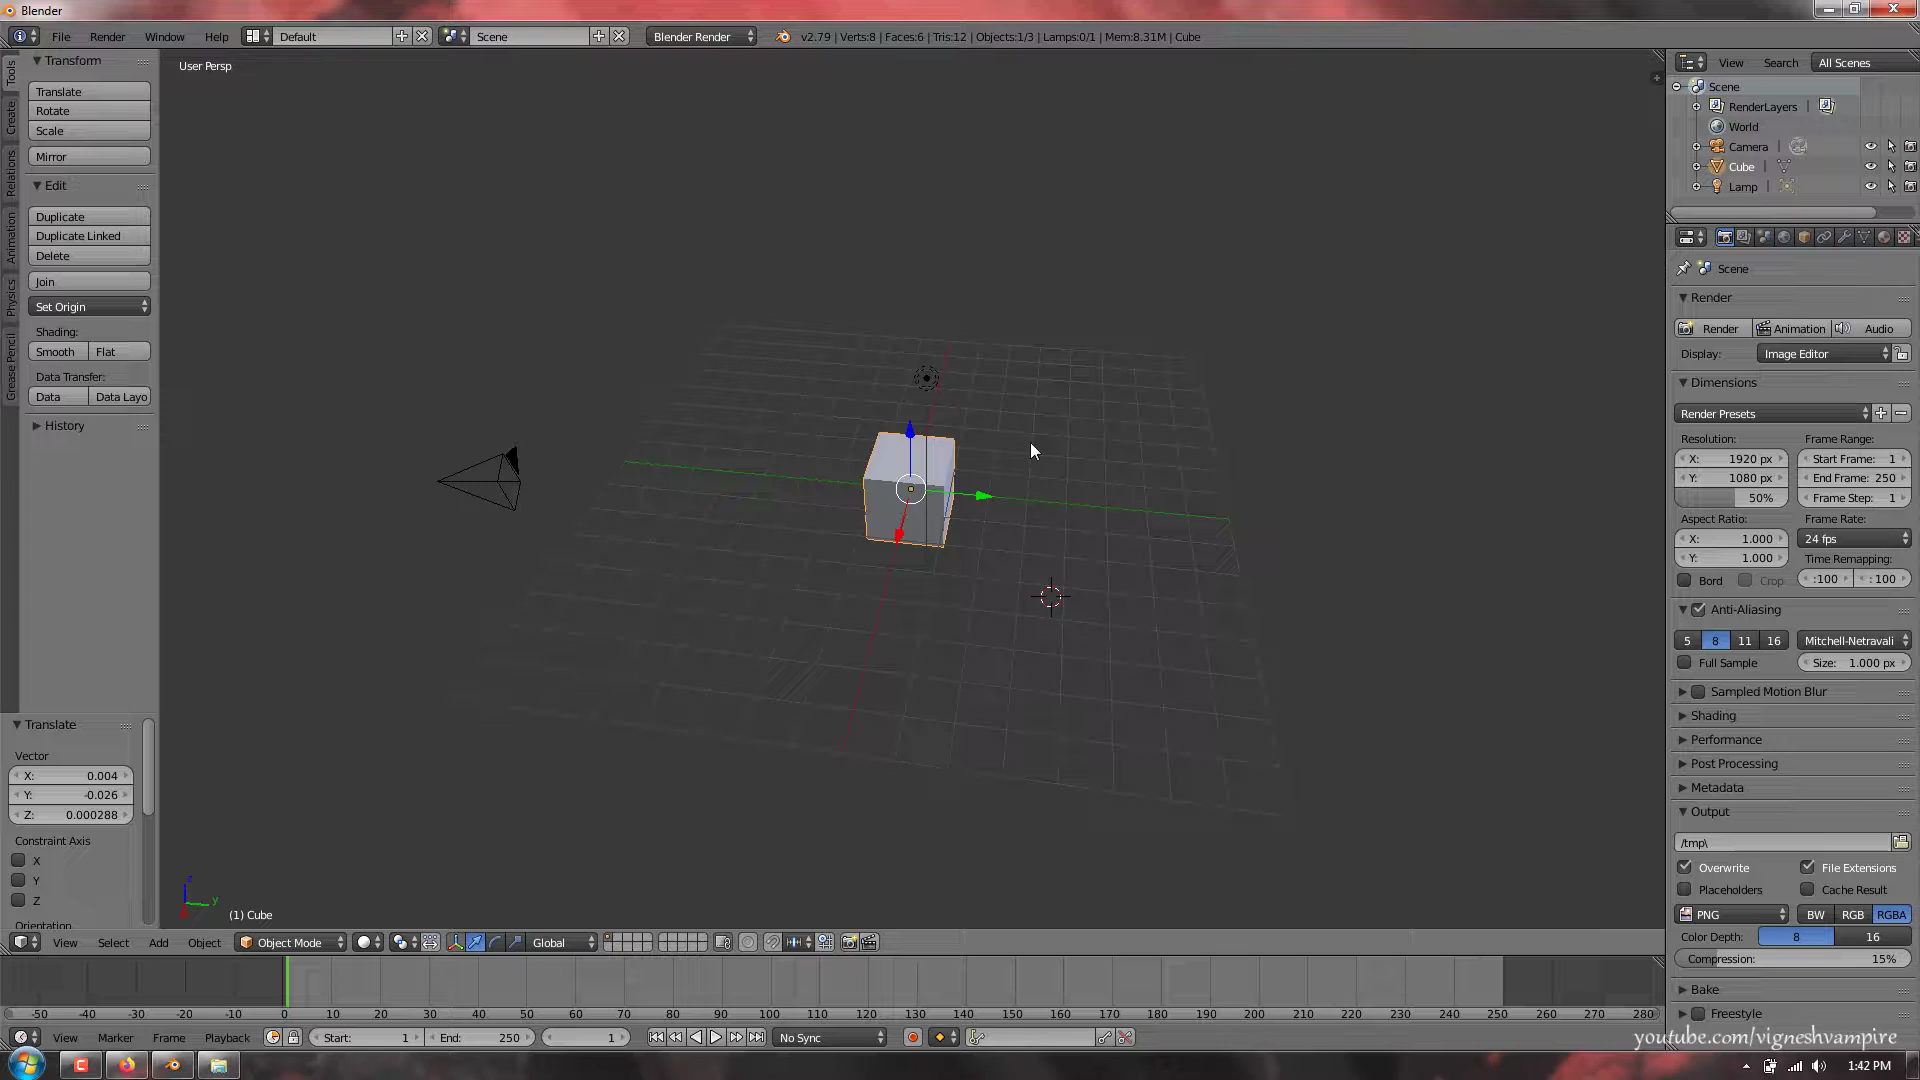 Blender
File Render Window Help Default Scene Blender Render v2.79 | Verts:8 | Faces:6 | Tris:12 | Objects:1/3 | Lamps:0/1 | Mem:8.31M | Cube
User Persp
Tools
Create
Relations
Animation
Physics
Grease Pencil
Transform
Translate
Rotate
Scale
Mirror
Edit
Duplicate
Duplicate Linked
Delete
Join
Set Origin
Shading:
Smooth Flat
Data Transfer:
Data Data Layo
History
Translate
Vector
X: 0.004
Y: -0.026
Z: 0.000288
Constraint Axis
X
Y
Z
Orientation
z
y
(1) Cube
View Select Add Object Object Mode Global
-50 -40 -30 -20 -10 0 10 20 30 40 50 60 70 80 90 100 110 120 130 140 150 160 170 180 190 200 210 220 230 240 250 260 270 280
View Marker Frame Playback Start: 1 End: 250 1 No Sync
View Search All Scenes
Scene
RenderLayers
World
Camera
Cube
Lamp
Scene
Render
Render Animation Audio
Display: Image Editor
Dimensions
Render Presets
Resolution: Frame Range:
X: 1920 px Start Frame: 1
Y: 1080 px End Frame: 250
50% Frame Step: 1
Aspect Ratio: Frame Rate:
X: 1.000 24 fps
Y: 1.000 Time Remapping:
Bord Crop :100 : 100
Anti-Aliasing
5 8 11 16 Mitchell-Netravali
Full Sample Size: 1.000 px
Sampled Motion Blur
Shading
Performance
Post Processing
Metadata
Output
/tmp\
Overwrite File Extensions
Placeholders Cache Result
PNG BW RGB RGBA
Color Depth: 8 16
Compression: 15%
Bake
Freestyle
youtube.com/vigneshvampire
1:42 PM